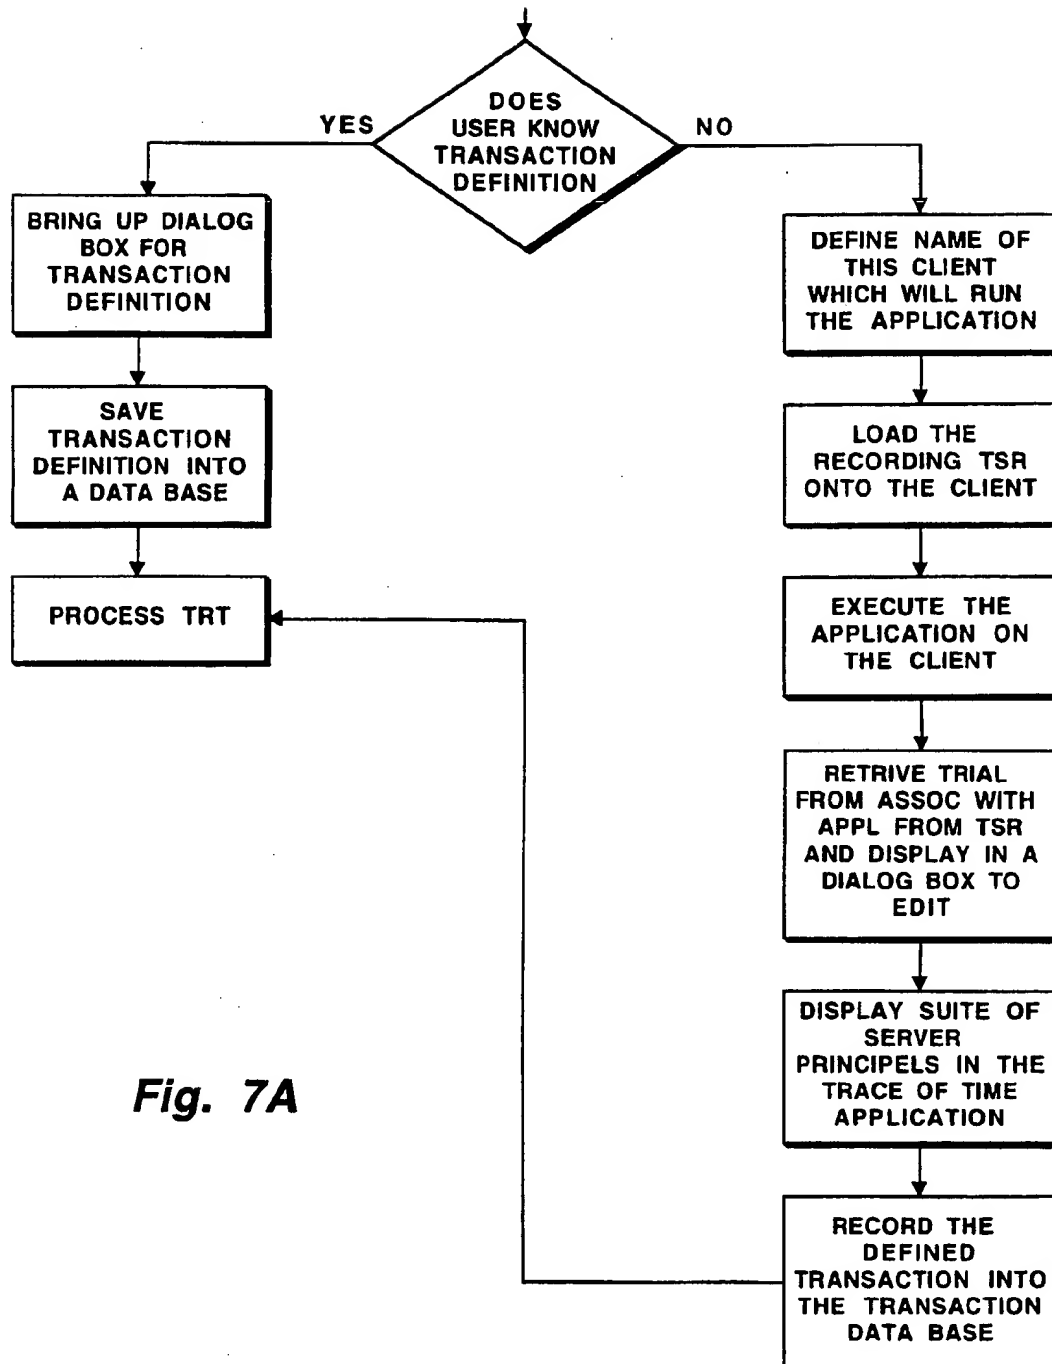 DOES
USER KNOW
TRANSACTION
DEFINITION
YES
NO
BRING UP DIALOG
BOX FOR
TRANSACTION
DEFINITION
SAVE
TRANSACTION
DEFINITION INTO
A DATA BASE
PROCESS TRT
DEFINE NAME OF
THIS CLIENT
WHICH WILL RUN
THE APPLICATION
LOAD THE
RECORDING TSR
ONTO THE CLIENT
EXECUTE THE
APPLICATION ON
THE CLIENT
RETRIVE TRIAL
FROM ASSOC WITH
APPL FROM TSR
AND DISPLAY IN A
DIALOG BOX TO
EDIT
DISPLAY SUITE OF
SERVER
PRINCIPELS IN THE
TRACE OF TIME
APPLICATION
RECORD THE
DEFINED
TRANSACTION INTO
THE TRANSACTION
DATA BASE
Fig. 7A